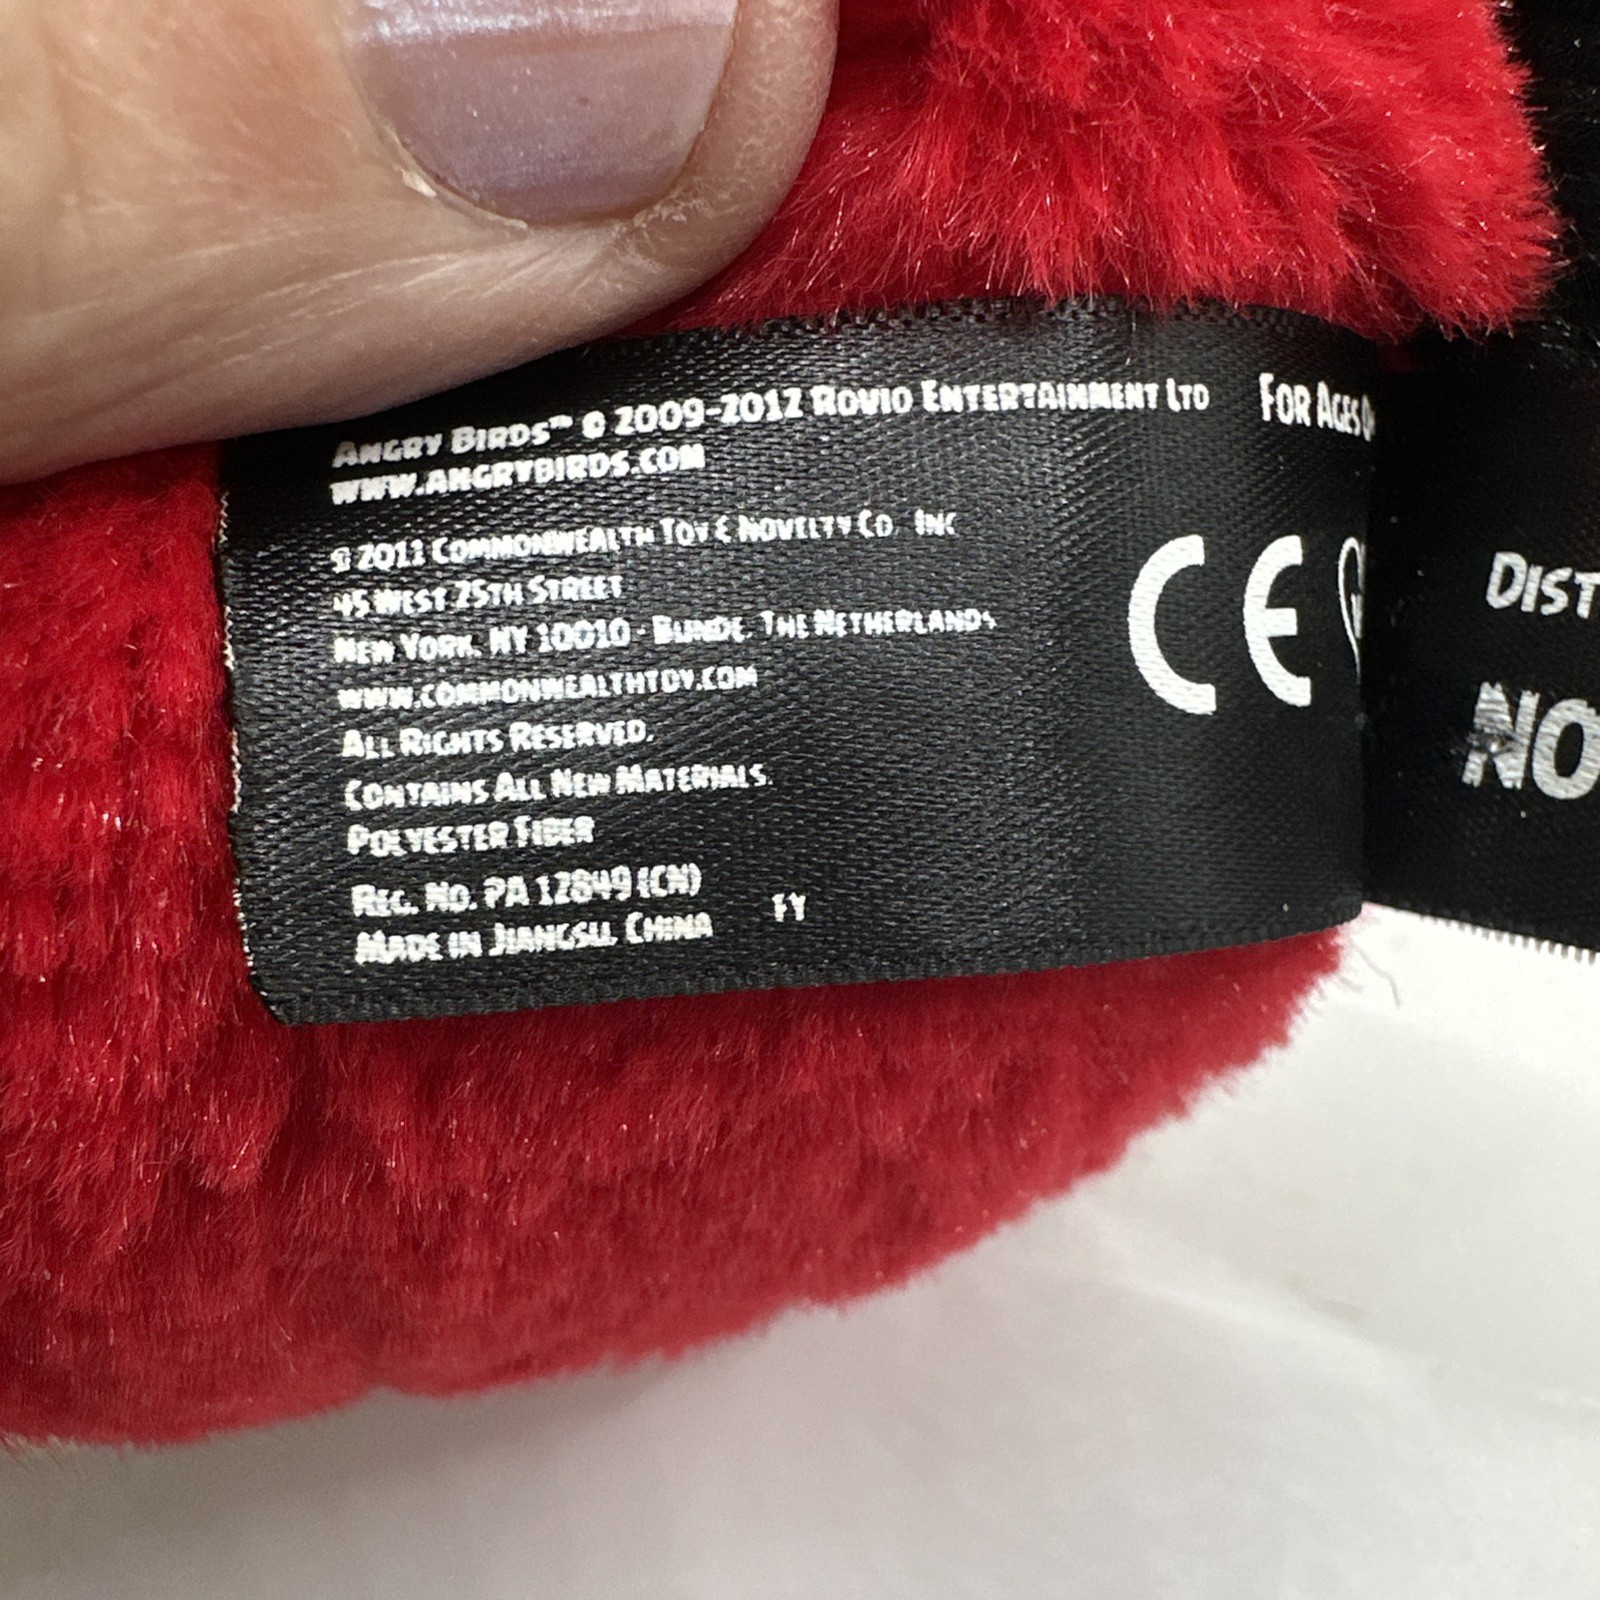 Angry Birds™ © 2009-2012 Rovio Entertainment Ltd
www.angrybirds.com
© 2011 Commonwealth Toy & Novelty Co. Inc
45 West 25th Street
New York, NY 10010 - Bunde, The Netherlands
www.commonwealthtoy.com
All Rights Reserved.
Contains All New Materials.
Polyester Fiber
Reg. No. PA 12849 (CN)
Made in Jiangsu, China FY
For Ages
CE
DIST
NO